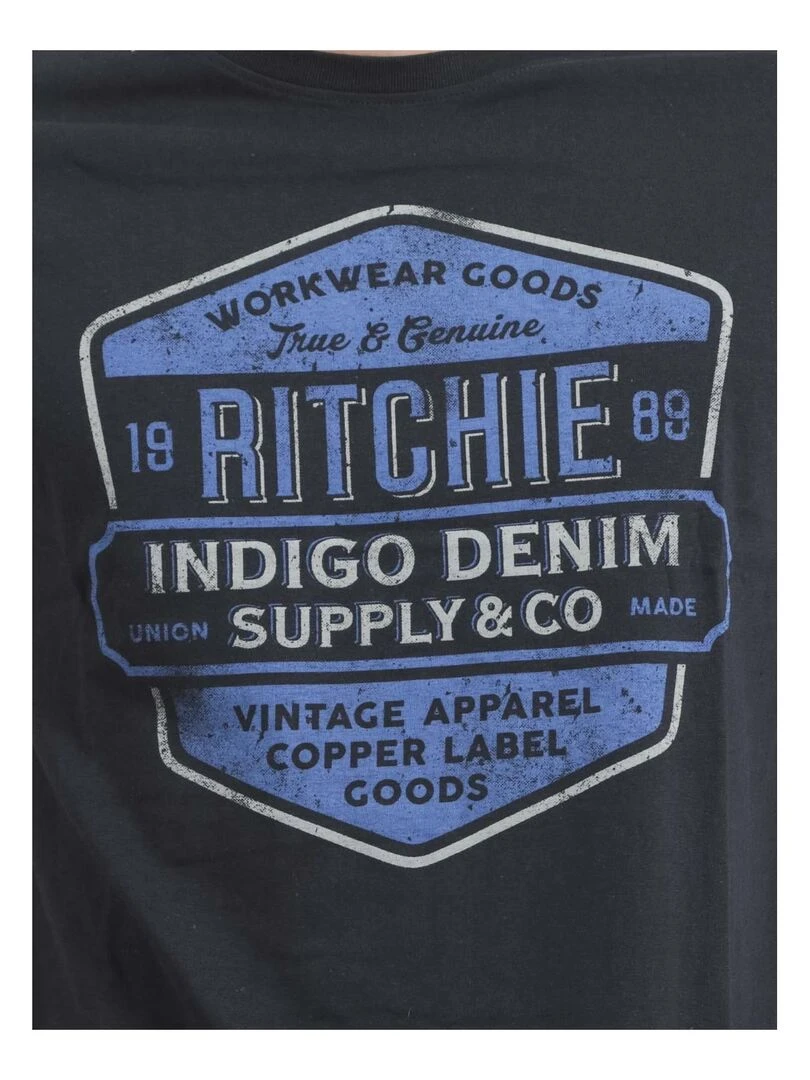 WORKWEAR GOODS
True & Genuine
19 RITCHIE 89
INDIGO DENIM
UNION SUPPLY & CO MADE
VINTAGE APPAREL
COPPER LABEL
GOODS